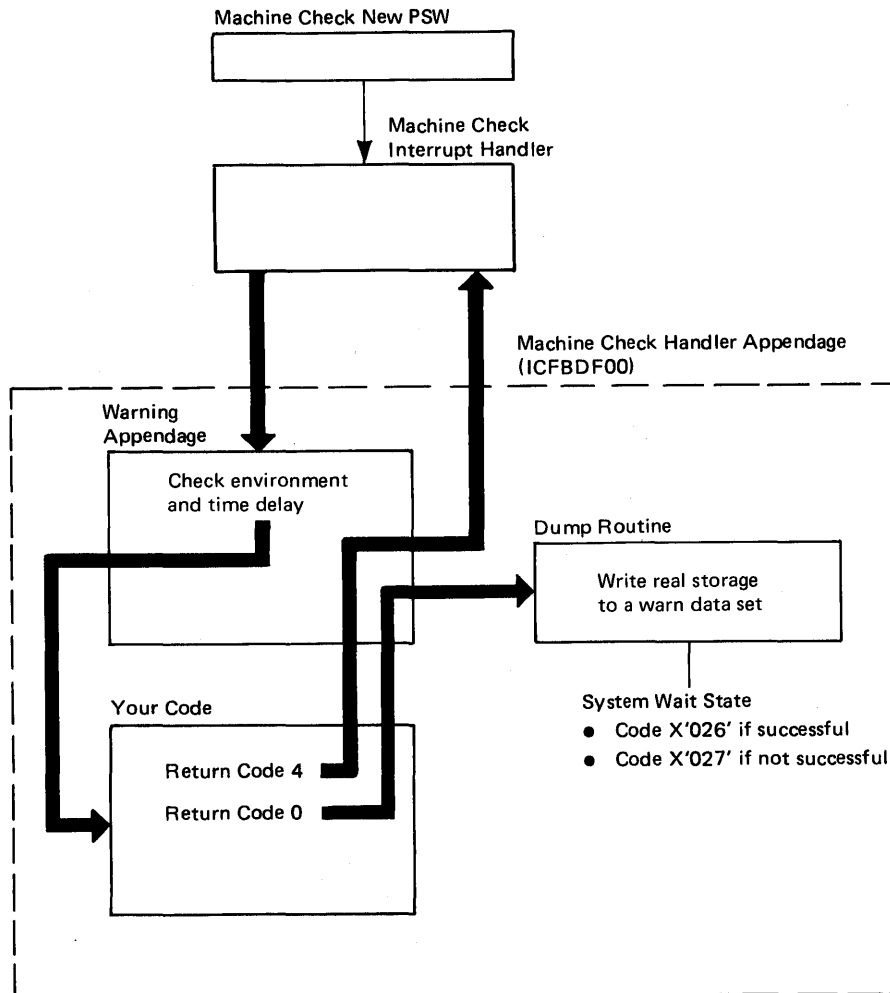 Machine Check New PSW
Machine Check
Interrupt Handler
Machine Check Handler Appendage
(ICFBDF00)
Warning
Appendage
Check environment
and time delay
Dump Routine
Write real storage
to a warn data set
System Wait State
● Code X'026' if successful
● Code X'027' if not successful
Your Code
Return Code 4
Return Code 0